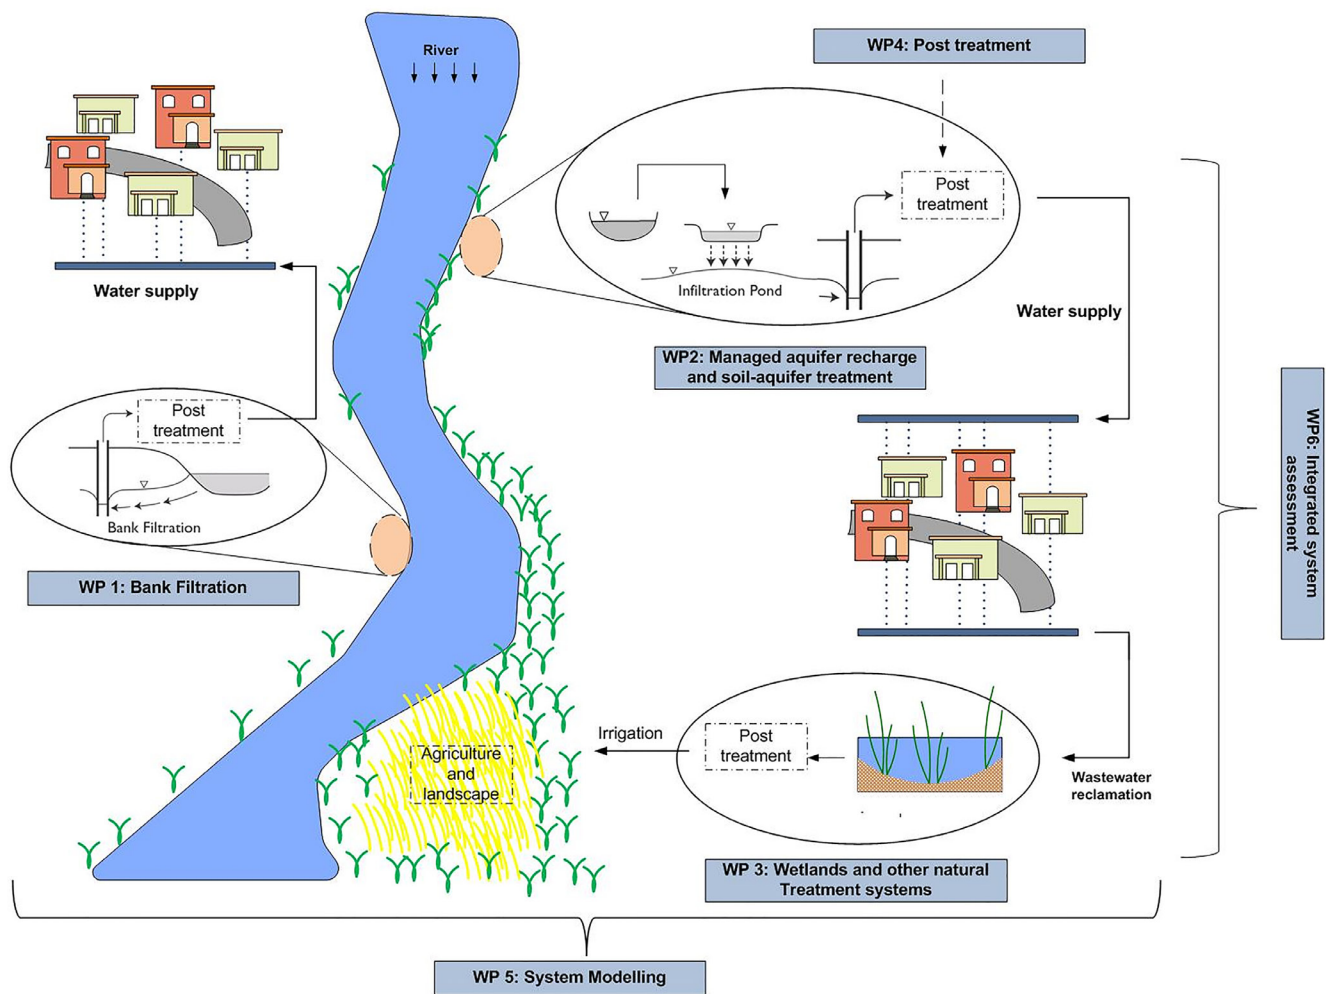 River
WP4: Post treatment
Post
treatment
Infiltration Pond
Water supply
Water supply
WP2: Managed aquifer recharge
and soil-aquifer treatment
Post
treatment
Bank Filtration
WP 1: Bank Filtration
WP6: Integrated system
assessment
Irrigation
Post
treatment
Agriculture
and
landscape
Wastewater
reclamation
WP 3: Wetlands and other natural
Treatment systems
WP 5: System Modelling